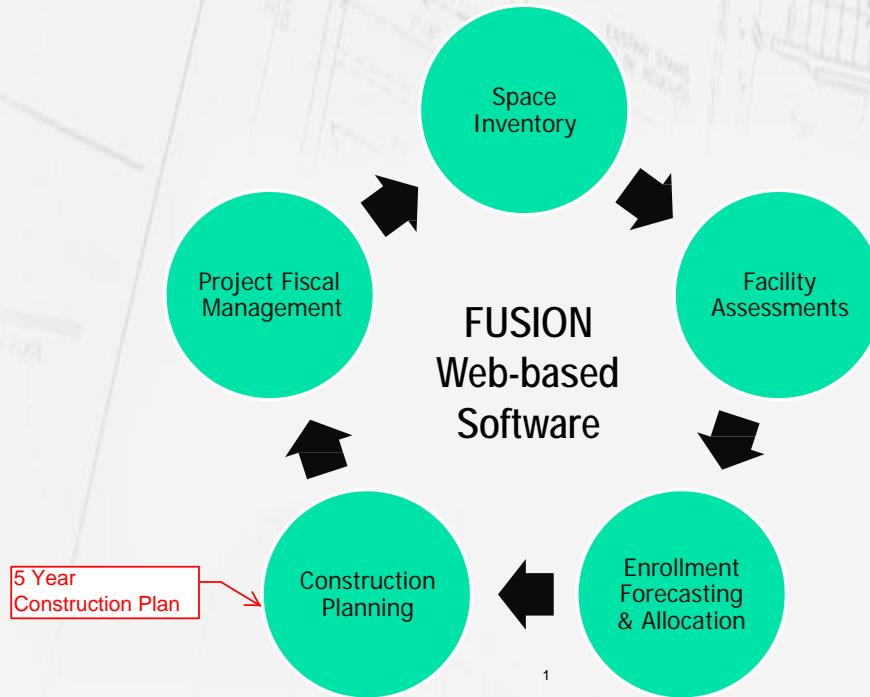 Space
Inventory
Project Fiscal
Management
Facility
Assessments
FUSION
Web-based
Software
5 Year
Construction Plan
Construction
Planning
Enrollment
Forecasting
& Allocation
1